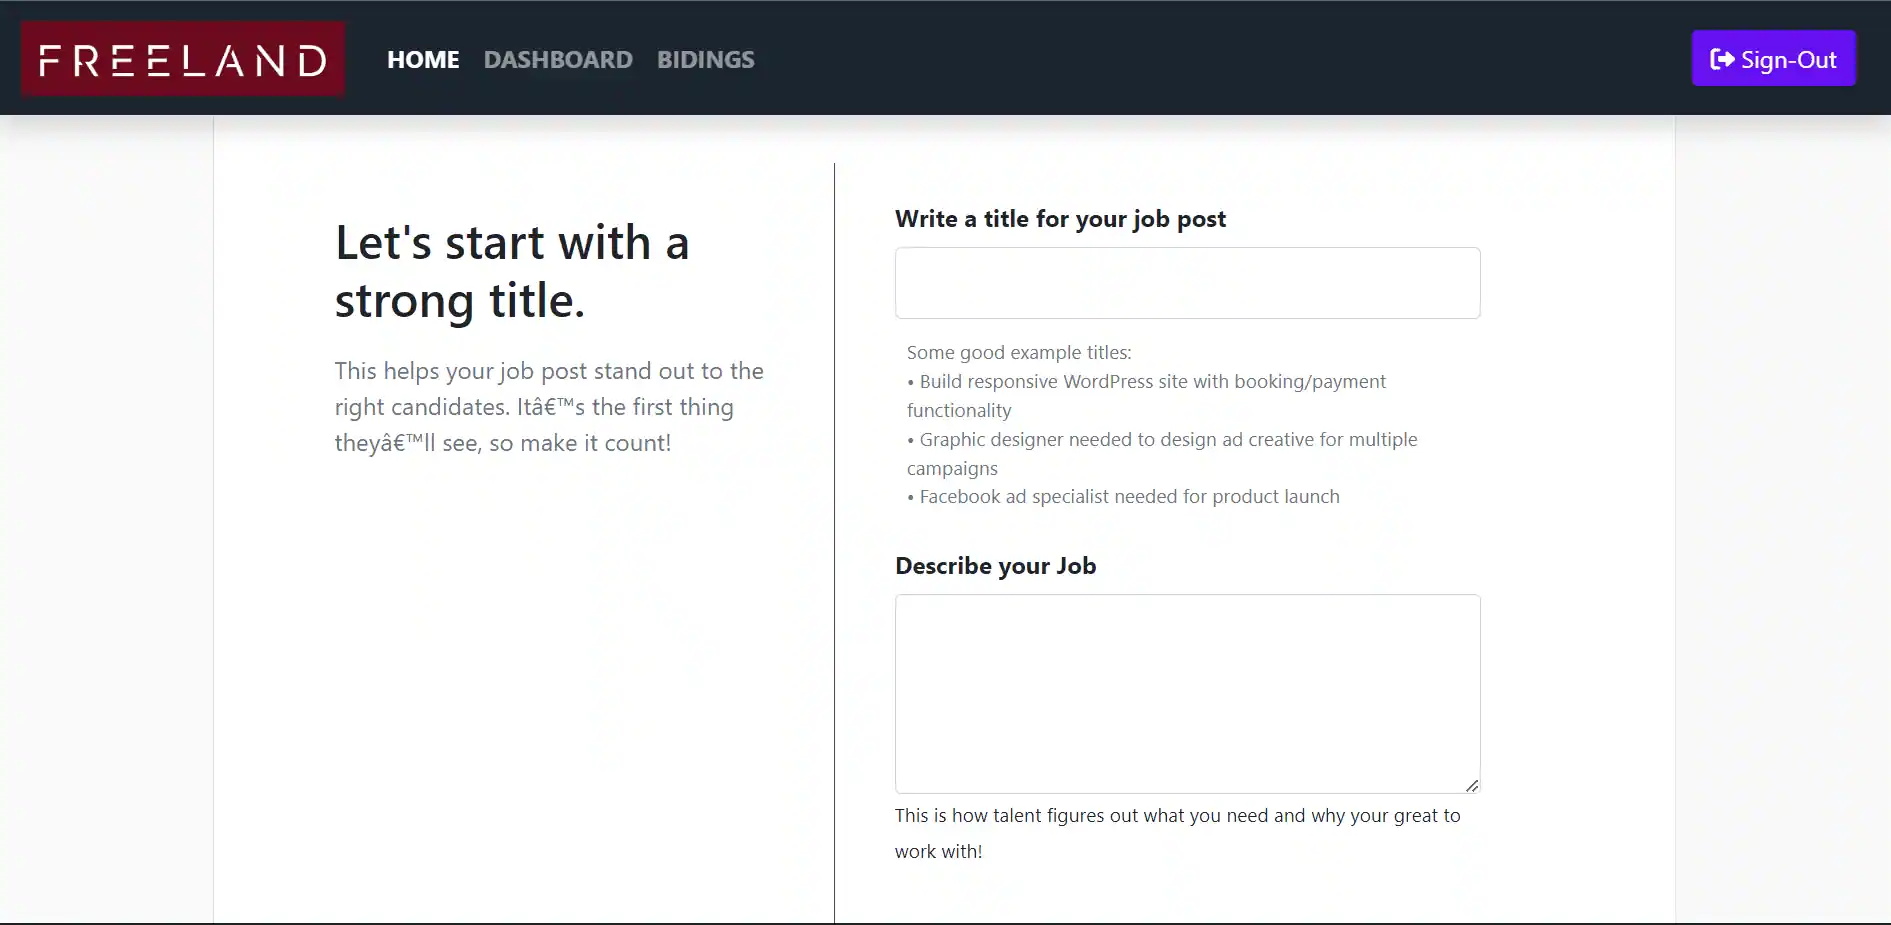 FREELAND
HOME DASHBOARD BIDINGS
Sign-Out
Let's start with a
strong title.
This helps your job post stand out to the
right candidates. Itâ€™s the first thing
theyâ€™ll see, so make it count!
Write a title for your job post
Some good example titles:
• Build responsive WordPress site with booking/payment
functionality
• Graphic designer needed to design ad creative for multiple
campaigns
• Facebook ad specialist needed for product launch
Describe your Job
This is how talent figures out what you need and why your great to
work with!